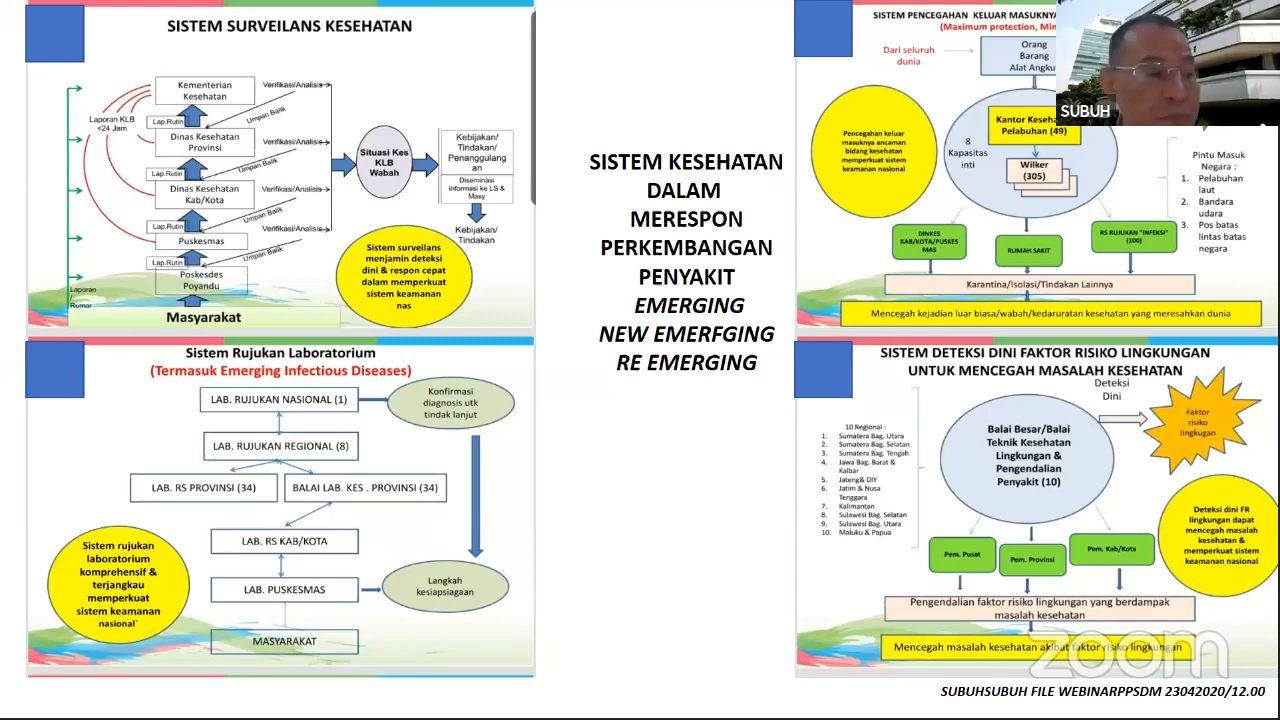 SISTEM SURVEILANS KESEHATAN
Kementerian
Kesehatan
Verifikasi/Analisis
Laporan KLB
<24 Jam
Lap.Rutin
Umpan Balik
Dinas Kesehatan
Provinsi
Verifikasi/Analisis
Lap.Rutin
Umpan Balik
Dinas Kesehatan
Kab/Kota
Verifikasi/Analisis
Lap.Rutin
Umpan Balik
Puskesmas
Verifikasi/Analisis
Lap.Rutin
Umpan Balik
Poskesdes
Poyandu
Laporan
/
Rumor
Masyarakat
Situasi Kes
KLB
Wabah
Kebijakan/
Tindakan/
Penanggulang
an
Diseminasi
Informasi ke LS &
Masy
Kebijakan/
Tindakan
Sistem surveilans
menjamin deteksi
dini & respon cepat
dalam memperkuat
sistem keamanan
nas
Sistem Rujukan Laboratorium
(Termasuk Emerging Infectious Diseases)
LAB. RUJUKAN NASIONAL (1)
LAB. RUJUKAN REGIONAL (8)
LAB. RS PROVINSI (34)
BALAI LAB. KES . PROVINSI (34)
LAB. RS KAB/KOTA
LAB. PUSKESMAS
MASYARAKAT
Konfirmasi
diagnosis utk
tindak lanjut
Langkah
kesiapsiagaan
Sistem rujukan
laboratorium
komprehensif &
terjangkau
memperkuat
sistem keamanan
nasional`
SISTEM KESEHATAN
DALAM
MERESPON
PERKEMBANGAN
PENYAKIT
EMERGING
NEW EMERFGING
RE EMERGING
SISTEM PENCEGAHAN KELUAR MASUKNY
(Maximum protection, Min
Dari seluruh
dunia
Orang
Barang
Alat Angku
SUBUH
Pencegahan keluar
masuknya ancaman
bidang kesehatan
memperkuat sistem
keamanan nasional
8
Kapasitas
inti
Kantor Keseha
Pelabuhan (49)
Wilker
(305)
Pintu Masuk
Negara :
1. Pelabuhan
laut
2. Bandara
udara
3. Pos batas
lintas batas
negara
DINKES
KAB/KOTA/PUSKES
MAS
RUMAH SAKIT
RS RUJUKAN "INFEKSI"
(100)
Karantina/Isolasi/Tindakan Lainnya
Mencegah kejadian luar biasa/wabah/kedaruratan kesehatan yang meresahkan dunia
SISTEM DETEKSI DINI FAKTOR RISIKO LINGKUNGAN
UNTUK MENCEGAH MASALAH KESEHATAN
Deteksi
Dini
Faktor
risiko
lingkugan
10 Regional :
1. Sumatera Bag. Utara
2. Sumatera Bag. Selatan
3. Sumatera Bag. Tengah
4. Jawa Bag. Barat &
Kalbar
5. Jateng& DIY
6. Jatim & Nusa
Tenggara
7. Kalimantan
8. Sulawesi Bag. Selatan
9. Sulawesi Bag. Utara
10. Maluku & Papua
Balai Besar/Balai
Teknik Kesehatan
Lingkungan &
Pengendalian
Penyakit (10)
Deteksi dini FR
lingkungan dapat
mencegah masalah
kesehatan &
memperkuat sistem
keamanan nasional
Pem. Pusat
Pem. Provinsi
Pem. Kab/Kota
Pengendalian faktor risiko lingkungan yang berdampak
masalah kesehatan
Mencegah masalah kesehatan akibat faktor risiko lingkungan
zoom
SUBUHSUBUH FILE WEBINARPPSDM 23042020/12.00